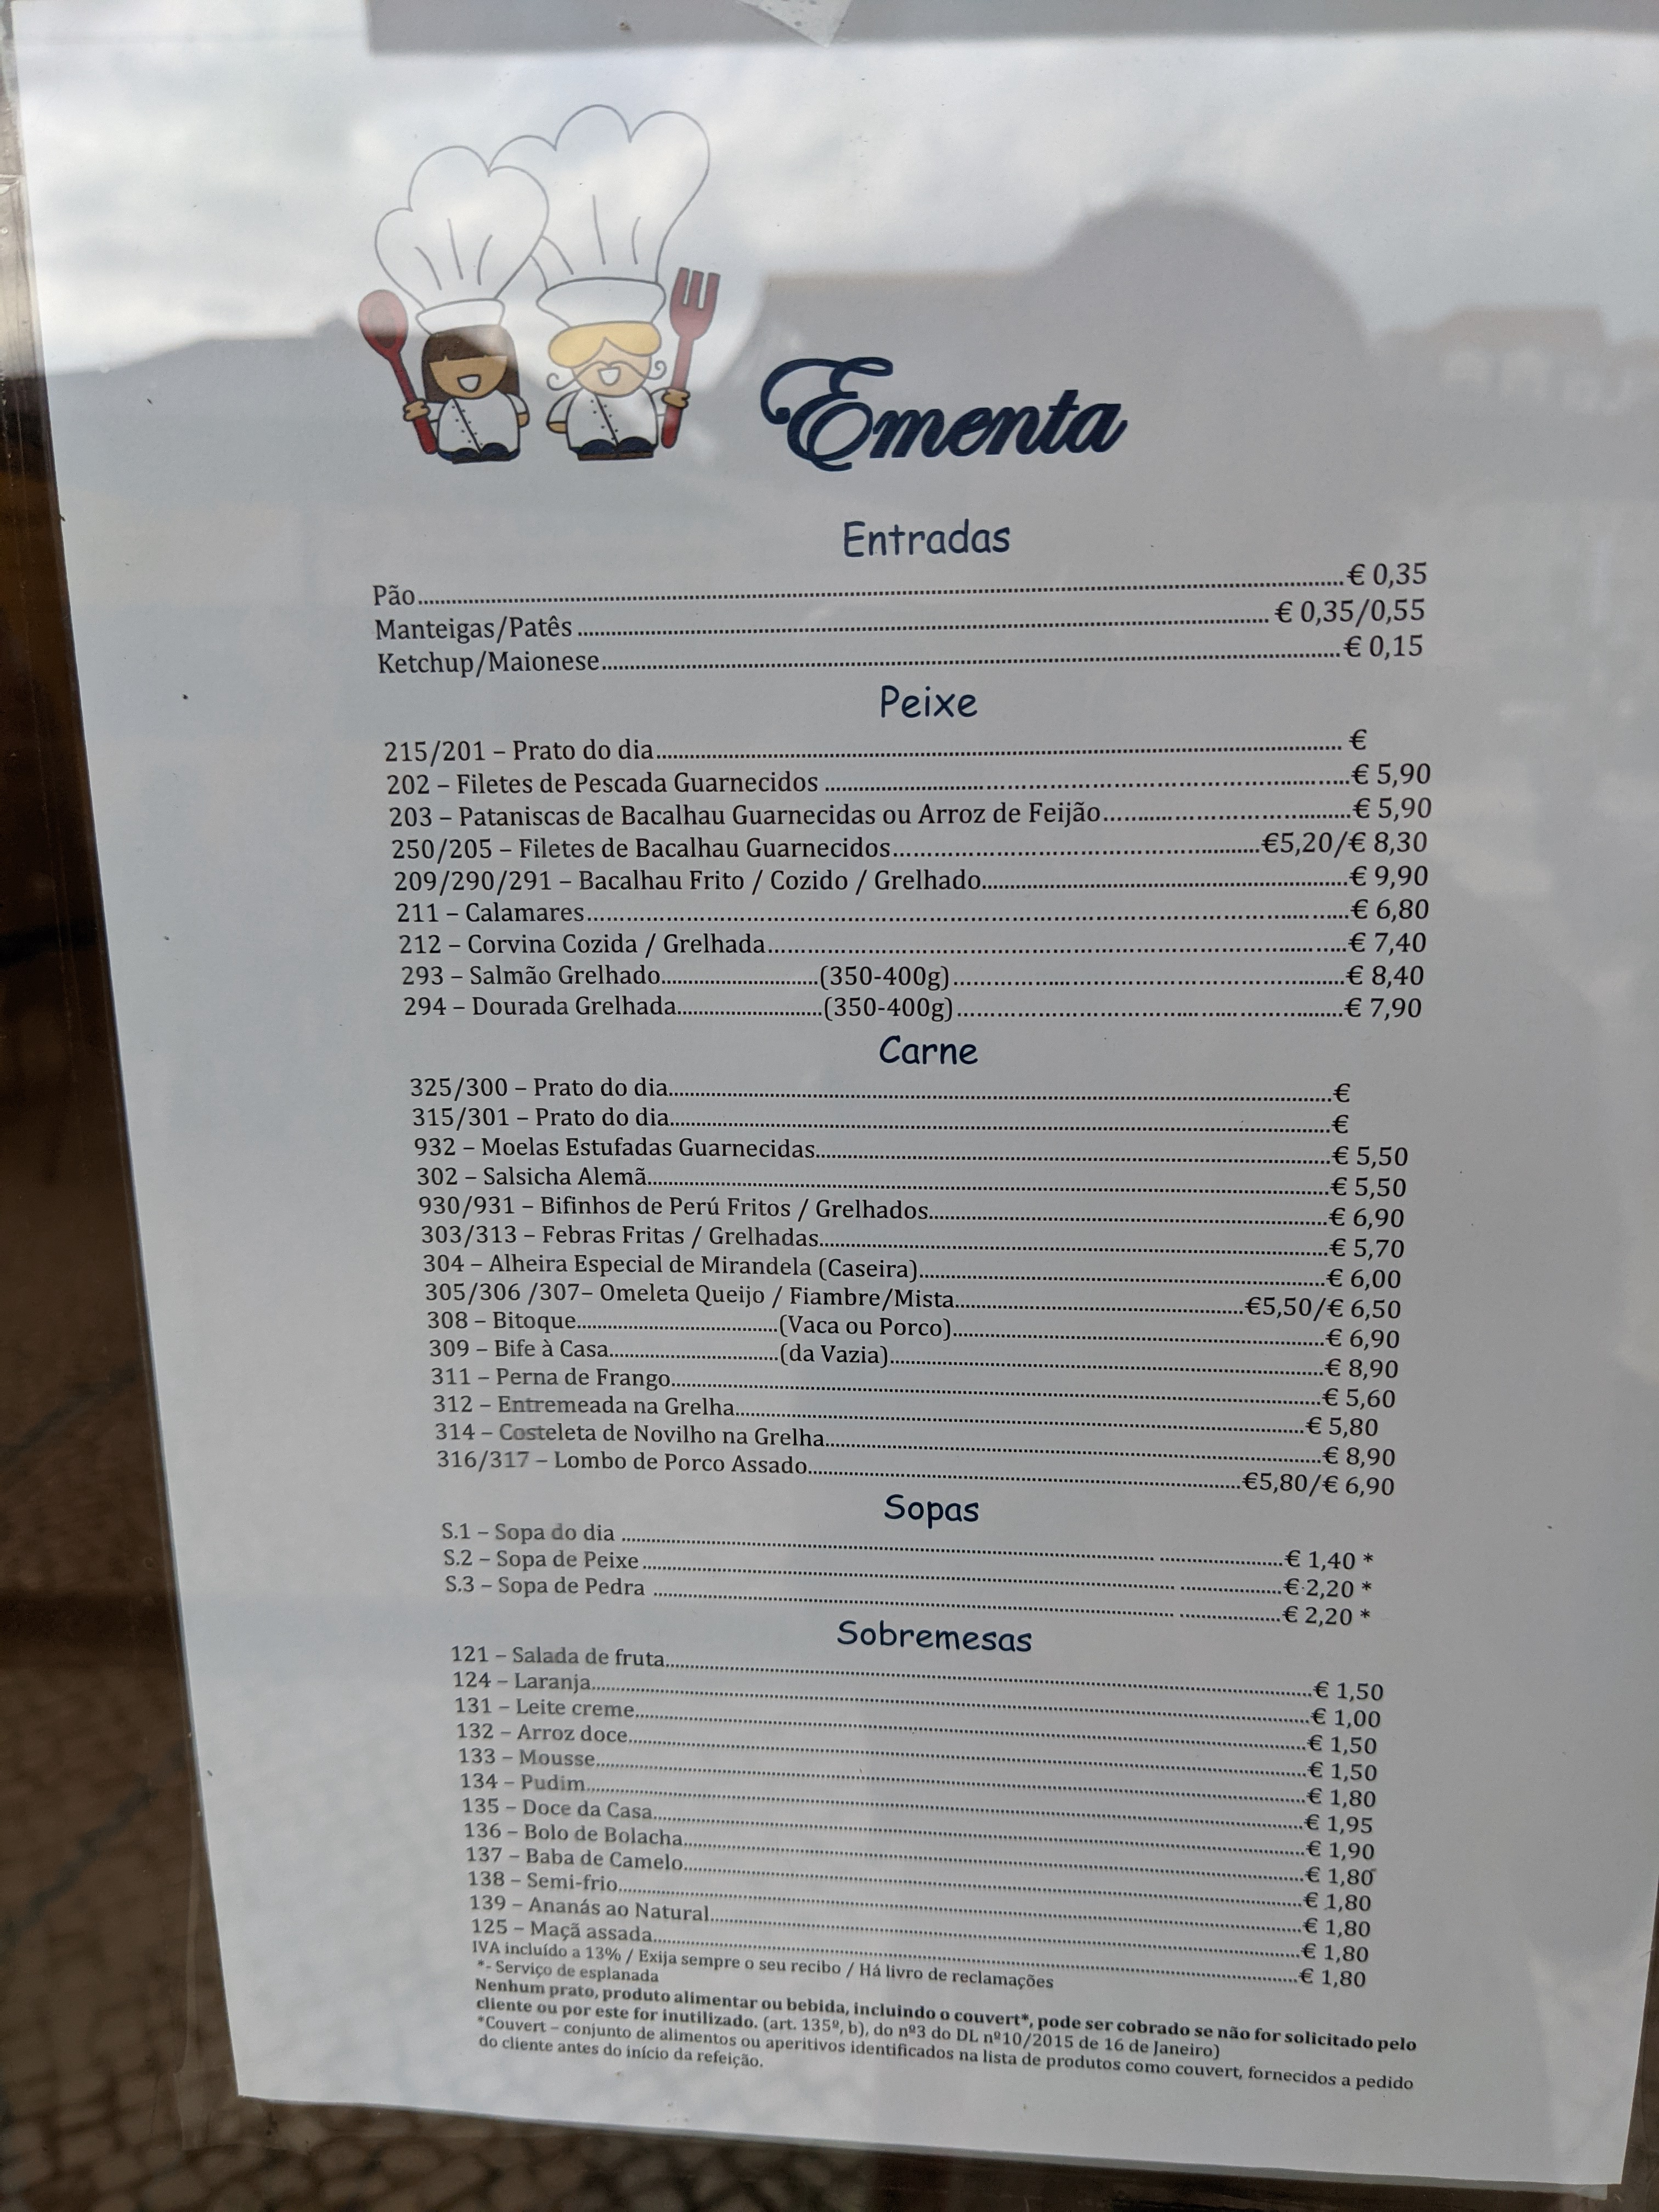 Ementa
Entradas
Pão...............€ 0,35
Manteigas/Patês...............€ 0,35/0,55
Ketchup/Maionese...............€ 0,15
Peixe
215/201 – Prato do dia...............€
202 – Filetes de Pescada Guarnecidos...............€ 5,90
203 – Pataniscas de Bacalhau Guarnecidas ou Arroz de Feijão...............€ 5,90
250/205 – Filetes de Bacalhau Guarnecidos...............€5,20/€ 8,30
209/290/291 – Bacalhau Frito / Cozido / Grelhado...............€ 9,90
211 – Calamares...............€ 6,80
212 – Corvina Cozida / Grelhada...............€ 7,40
293 – Salmão Grelhado...............(350-400g)...............€ 8,40
294 – Dourada Grelhada...............(350-400g)...............€ 7,90
Carne
325/300 – Prato do dia...............€
315/301 – Prato do dia...............€
932 – Moelas Estufadas Guarnecidas...............€ 5,50
302 – Salsicha Alemã...............€ 5,50
930/931 – Bifinhos de Perú Fritos / Grelhados...............€ 6,90
303/313 – Febras Fritas / Grelhadas...............€ 5,70
304 – Alheira Especial de Mirandela (Caseira)...............€ 6,00
305/306 /307– Omeleta Queijo / Fiambre/Mista...............€5,50/€ 6,50
308 – Bitoque...............(Vaca ou Porco)...............€ 6,90
309 – Bife à Casa...............(da Vazia)...............€ 8,90
311 – Perna de Frango...............€ 5,60
312 – Entremeada na Grelha...............€ 5,80
314 – Costeleta de Novilho na Grelha...............€ 8,90
316/317 – Lombo de Porco Assado...............€5,80/€ 6,90
Sopas
S.1 – Sopa do dia...............€ 1,40 *
S.2 – Sopa de Peixe...............€ 2,20 *
S.3 – Sopa de Pedra...............€ 2,20 *
Sobremesas
121 – Salada de fruta...............€ 1,50
124 – Laranja...............€ 1,00
131 – Leite creme...............€ 1,50
132 – Arroz doce...............€ 1,50
133 – Mousse...............€ 1,80
134 – Pudim...............€ 1,95
135 – Doce da Casa...............€ 1,90
136 – Bolo de Bolacha...............€ 1,80
137 – Baba de Camelo...............€ 1,80
138 – Semi-frio...............€ 1,80
139 – Ananás ao Natural...............€ 1,80
125 – Maçã assada...............€ 1,80
IVA incluído a 13% / Exija sempre o seu recibo / Há livro de reclamações
*- Serviço de esplanada
Nenhum prato, produto alimentar ou bebida, incluindo o couvert*, pode ser cobrado se não for solicitado pelo
cliente ou por este for inutilizado. (art. 135º, b), do nº3 do DL nº10/2015 de 16 de Janeiro)
*Couvert – conjunto de alimentos ou aperitivos identificados na lista de produtos como couvert, fornecidos a pedido
do cliente antes do início da refeição.